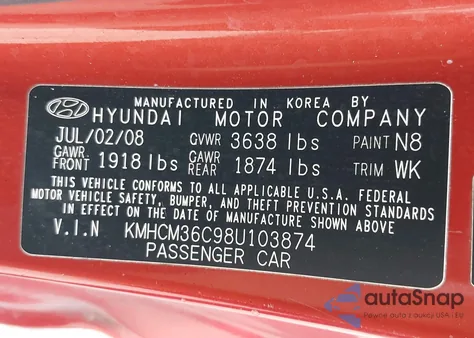 MANUFACTURED IN KOREA BY
HYUNDAI MOTOR COMPANY
JUL/02/08 GVWR 3638 lbs PAINT N8
GAWR FRONT 1918 lbs GAWR REAR 1874 lbs TRIM WK
THIS VEHICLE CONFORMS TO ALL APPLICABLE U.S.A. FEDERAL
MOTOR VEHICLE SAFETY, BUMPER, AND THEFT PREVENTION STANDARDS
IN EFFECT ON THE DATE OF MANUFACTURE SHOWN ABOVE.
V.I.N KMHCM36C98U103874
PASSENGER CAR
autoSnap